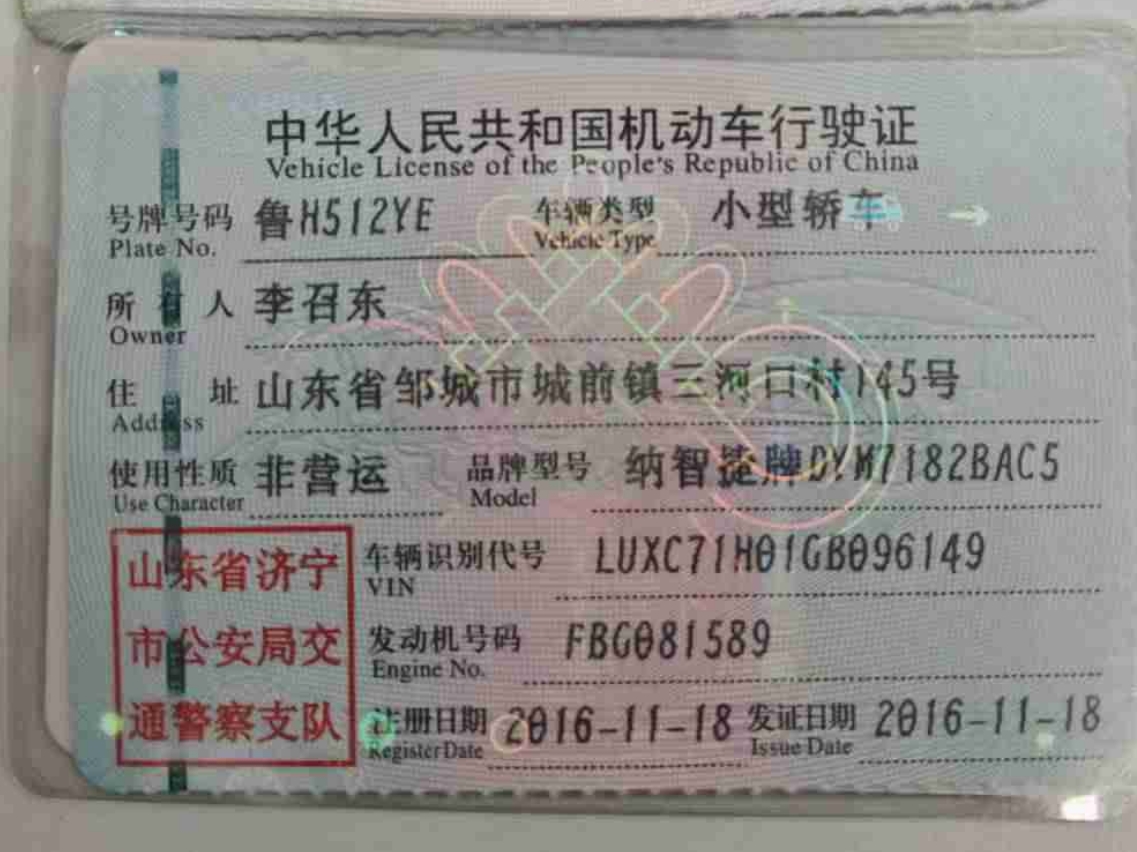 中华人民共和国机动车行驶证
Vehicle License of the People's Republic of China
号牌号码 鲁H512YE 车辆类型 小型轿车
Plate No. Vehicle Type
所有人 李召东
Owner
住址 山东省邹城市城前镇三河口村145号
Address
使用性质 非营运 品牌型号 纳智捷牌DYM7182BAC5
Use Character Model
山东省济宁 车辆识别代号 LUXC71H01GB096149
VIN
市公安局交 发动机号码 FBG081589
Engine No.
通警察支队 注册日期 2016-11-18 发证日期 2016-11-18
Register Date Issue Date